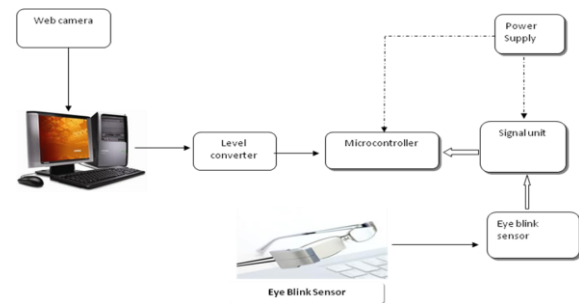 Web camera
Power
Supply
Level
converter
Microcontroller
Signal unit
Eye blink
sensor
Eye Blink Sensor